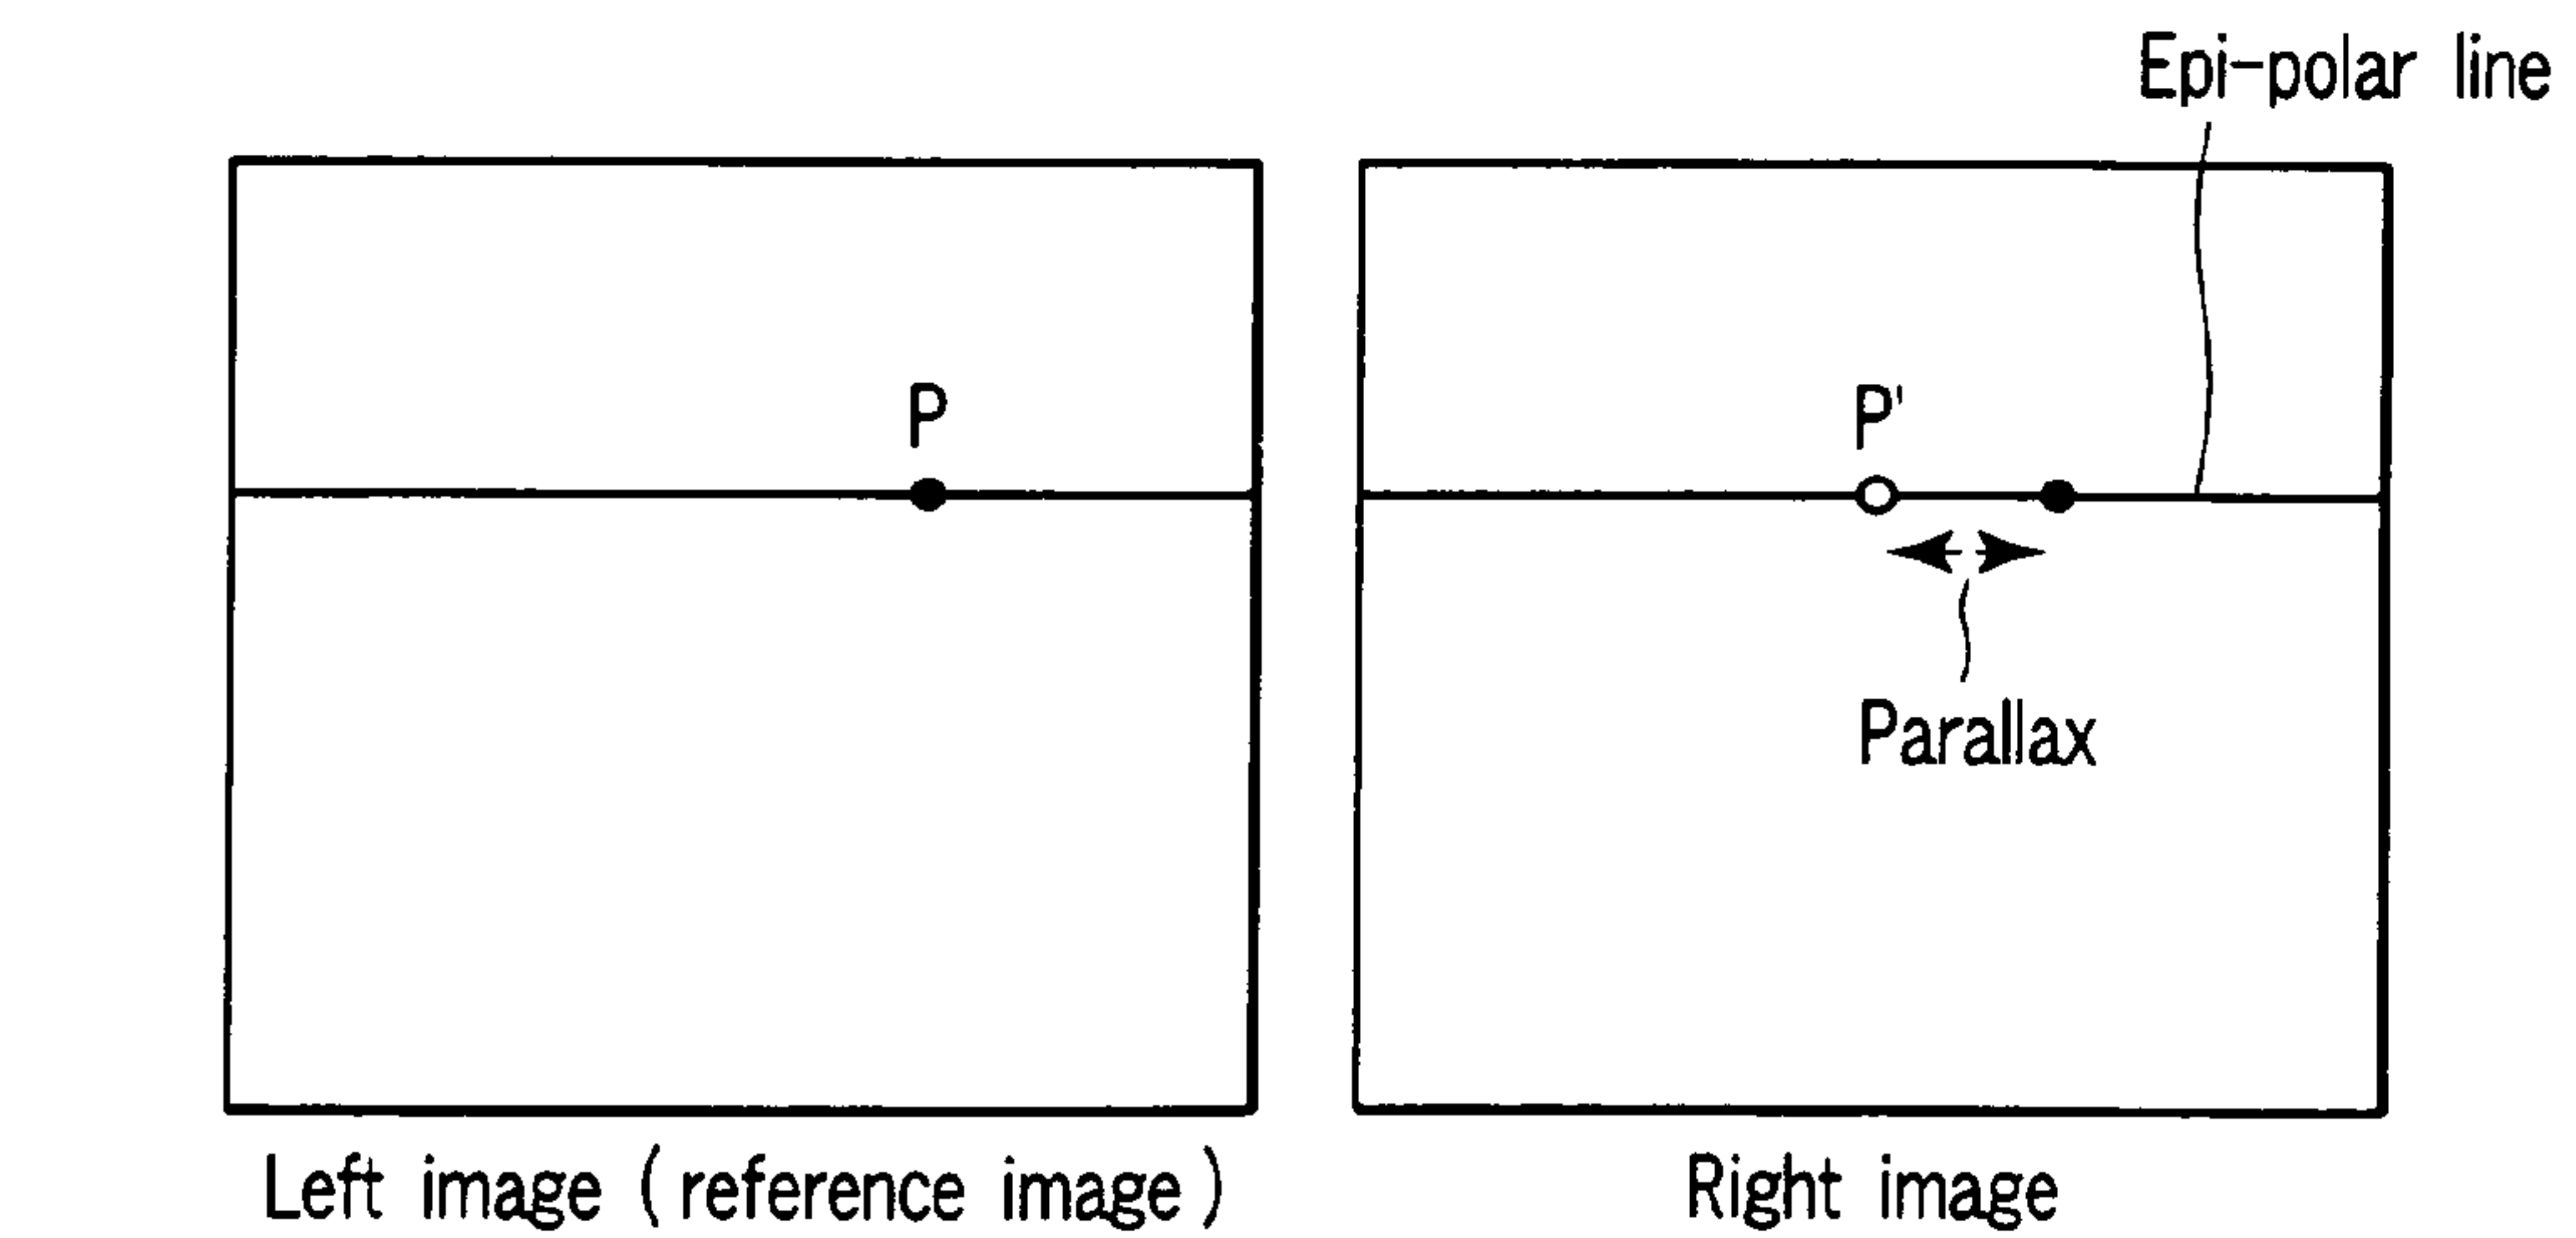 Epi-polar line
P
P'
Parallax
Left image (reference image)
Right image